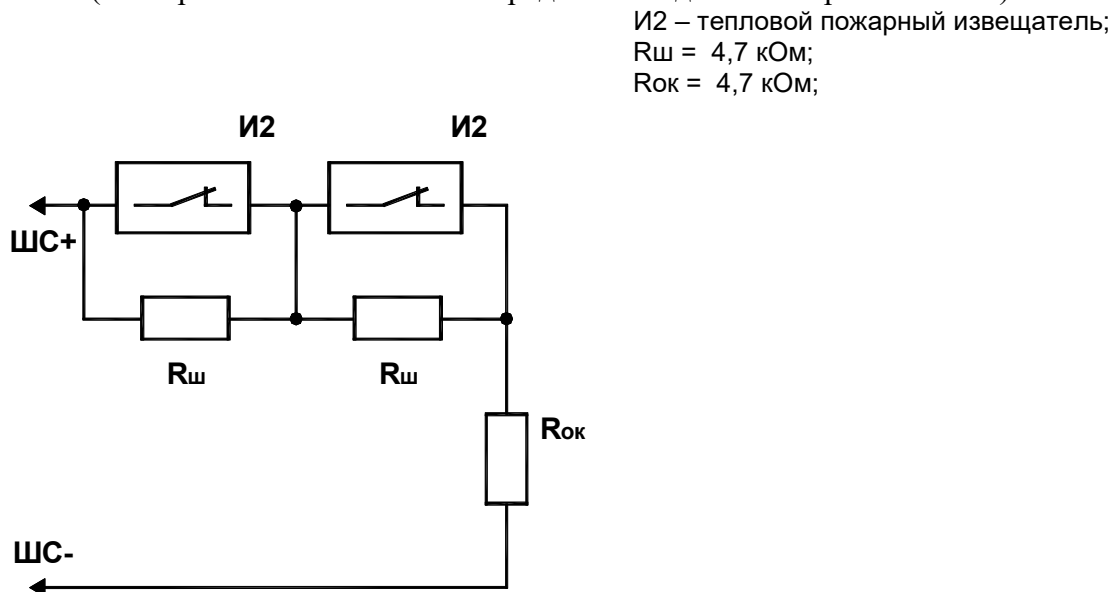 И2 – тепловой пожарный извещатель;
Rш = 4,7 кОм;
Rок = 4,7 кОм;
И2 И2
ШС+
Rш Rш
Rок
ШС-